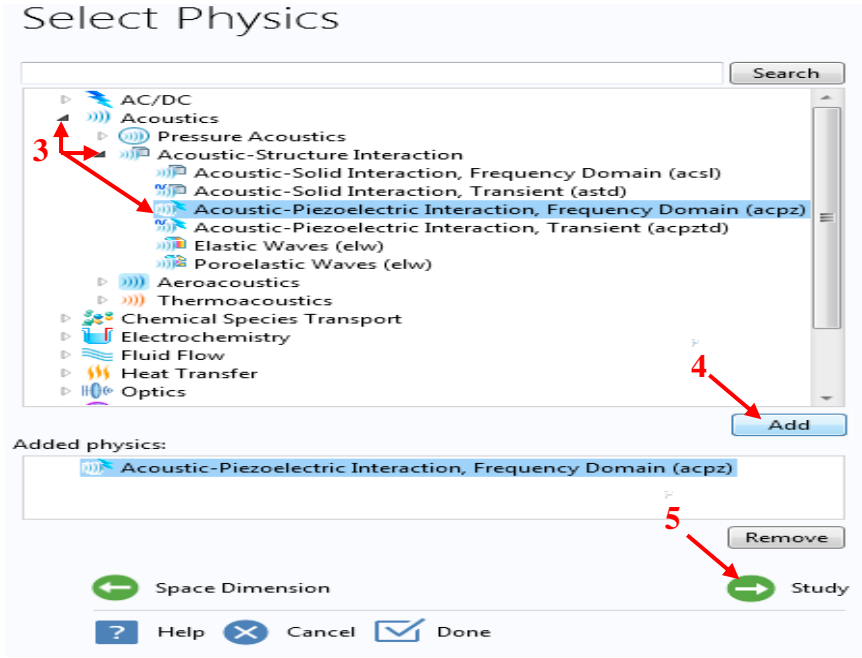 Select Physics
Search
AC/DC
Acoustics
Pressure Acoustics
3 Acoustic-Structure Interaction
Acoustic-Solid Interaction, Frequency Domain (acsl)
Acoustic-Solid Interaction, Transient (astd)
Acoustic-Piezoelectric Interaction, Frequency Domain (acpz)
Acoustic-Piezoelectric Interaction, Transient (acpztd)
Elastic Waves (elw)
Poroelastic Waves (elw)
Aeroacoustics
Thermoacoustics
Chemical Species Transport
Electrochemistry
Fluid Flow
Heat Transfer
4
Optics
Add
Added physics:
Acoustic-Piezoelectric Interaction, Frequency Domain (acpz)
5
Remove
Space Dimension Study
? Help Cancel Done